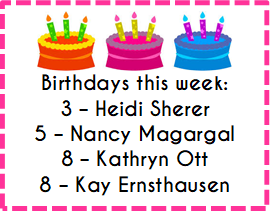 Birthdays this week:
3 – Heidi Sherer
5 – Nancy Magargal
8 – Kathryn Ott
8 – Kay Ernsthausen